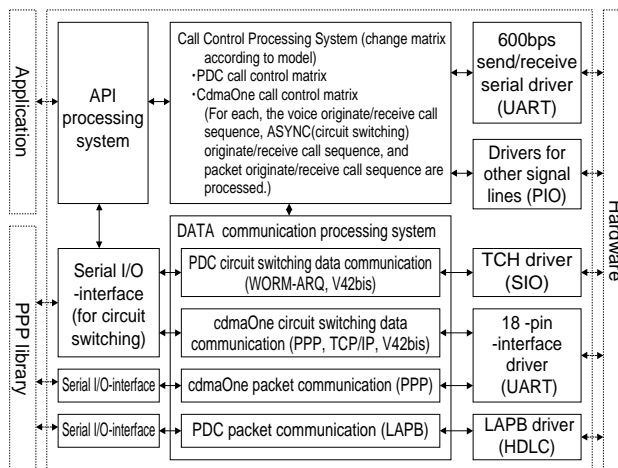 Application
API
processing
system
Call Control Processing System (change matrix
according to model)
・PDC call control matrix
・CdmaOne call control matrix
(For each, the voice originate/receive call
sequence, ASYNC(circuit switching)
originate/receive call sequence, and
packet originate/receive call sequence are
processed.)
600bps
send/receive
serial driver
(UART)
Drivers for
other signal
lines (PIO)
Hardware
PPP library
Serial I/O
-interface
(for circuit
switching)
DATA communication processing system
PDC circuit switching data communication
(WORM-ARQ, V42bis)
TCH driver
(SIO)
cdmaOne circuit switching data
communication (PPP, TCP/IP, V42bis)
18 -pin
-interface
driver
(UART)
Serial I/O-interface
cdmaOne packet communication (PPP)
Serial I/O-interface
PDC packet communication (LAPB)
LAPB driver
(HDLC)